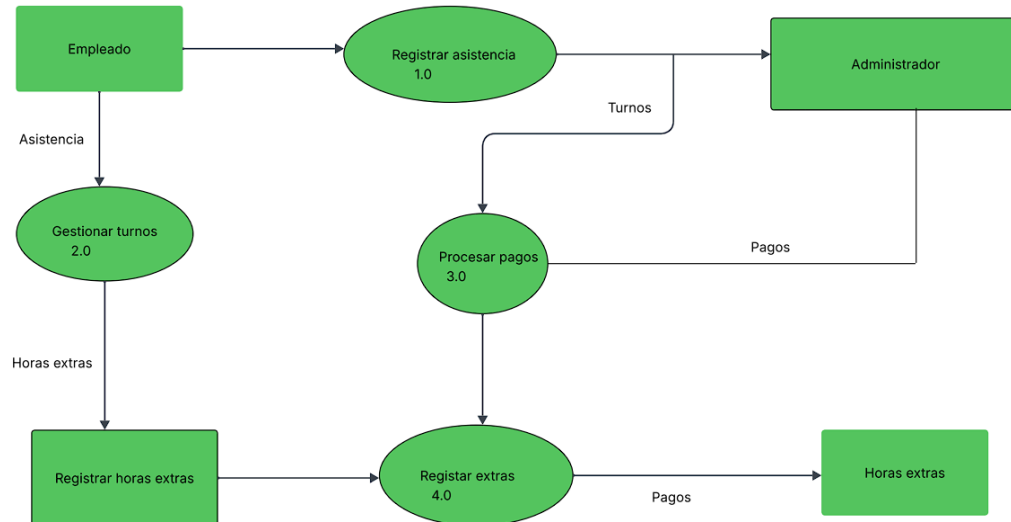 Empleado
Registrar asistencia
1.0
Administrador
Turnos
Asistencia
Gestionar turnos
2.0
Procesar pagos
3.0
Pagos
Horas extras
Registrar horas extras
Registar extras
4.0
Pagos
Horas extras